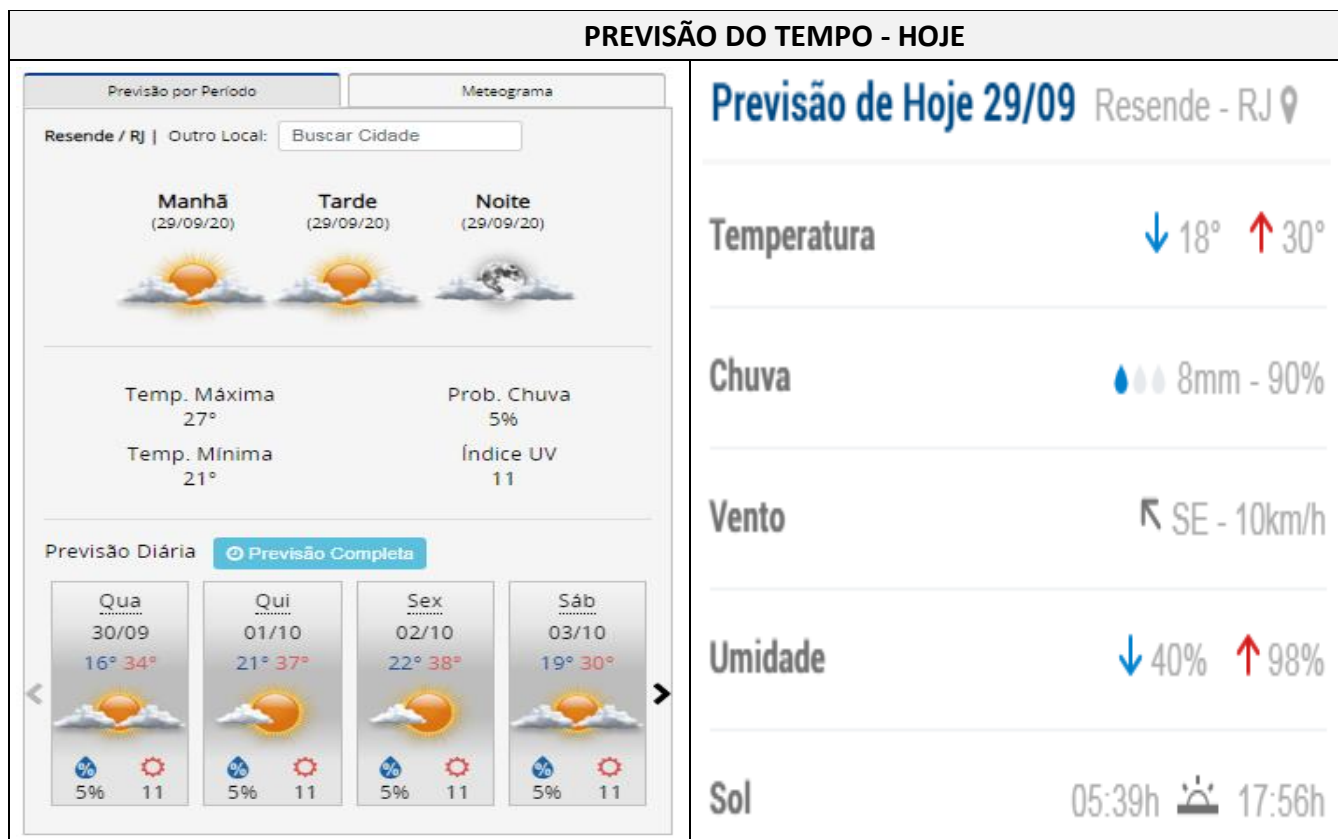 PREVISÃO DO TEMPO - HOJE
Previsão por Período Meteograma
Resende / RJ | Outro Local: Buscar Cidade
Manhã Tarde Noite
(29/09/20) (29/09/20) (29/09/20)
Temp. Máxima Prob. Chuva
27° 5%
Temp. Mínima Índice UV
21° 11
Previsão Diária Previsão Completa
Qua Qui Sex Sáb
30/09 01/10 02/10 03/10
16° 34° 21° 37° 22° 38° 19° 30°
% % % %
5% 11 5% 11 5% 11 5% 11
Previsão de Hoje 29/09 Resende - RJ
Temperatura 18° 30°
Chuva 8mm - 90%
Vento SE - 10km/h
Umidade 40% 98%
Sol 05:39h 17:56h